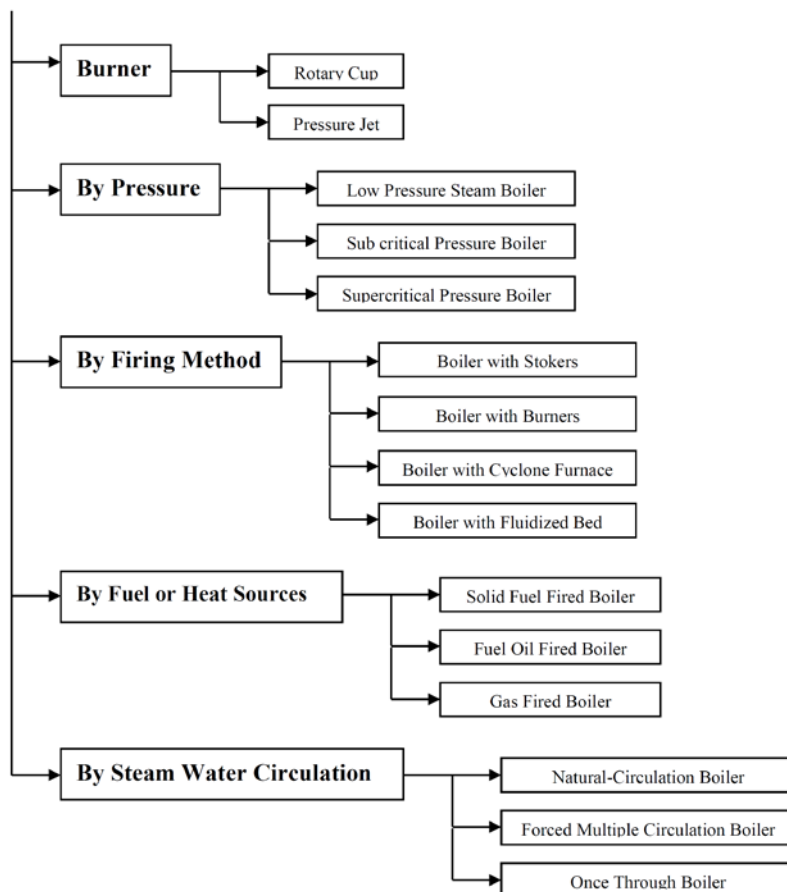 Burner
Rotary Cup
Pressure Jet
By Pressure
Low Pressure Steam Boiler
Sub critical Pressure Boiler
Supercritical Pressure Boiler
By Firing Method
Boiler with Stokers
Boiler with Burners
Boiler with Cyclone Furnace
Boiler with Fluidized Bed
By Fuel or Heat Sources
Solid Fuel Fired Boiler
Fuel Oil Fired Boiler
Gas Fired Boiler
By Steam Water Circulation
Natural-Circulation Boiler
Forced Multiple Circulation Boiler
Once Through Boiler